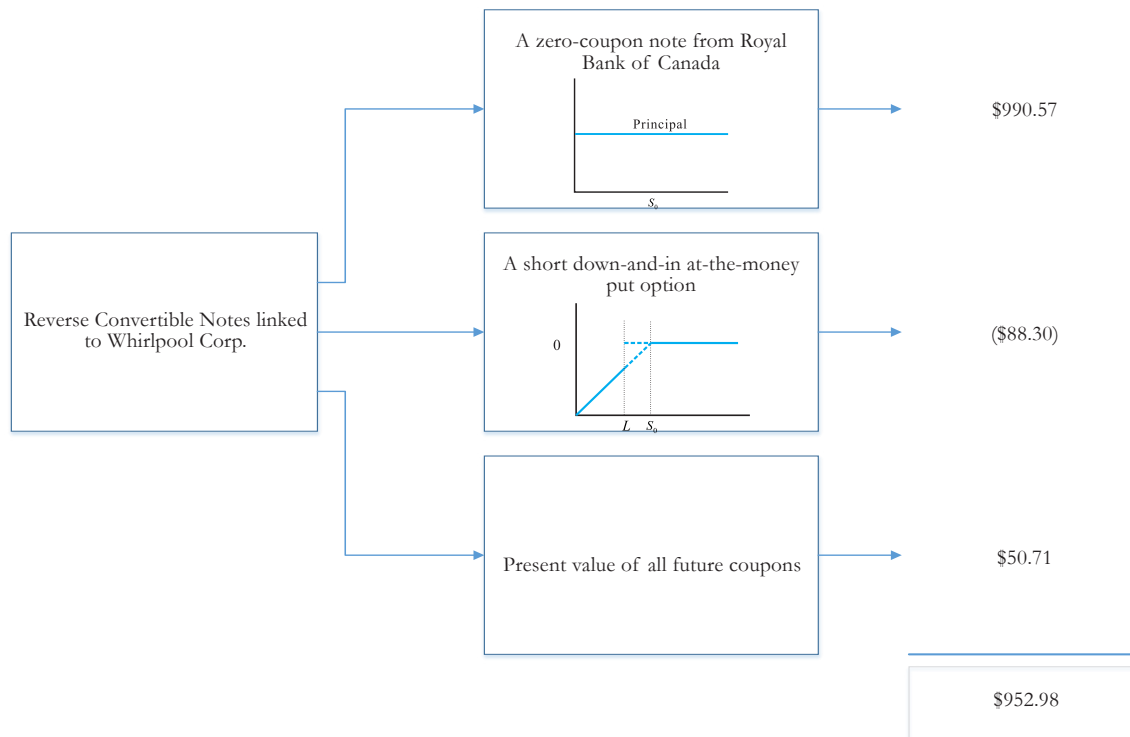 A zero-coupon note from Royal
Bank of Canada
Principal
S₀
$990.57
Reverse Convertible Notes linked
to Whirlpool Corp.
A short down-and-in at-the-money
put option
0
L S₀
($88.30)
Present value of all future coupons
$50.71
$952.98